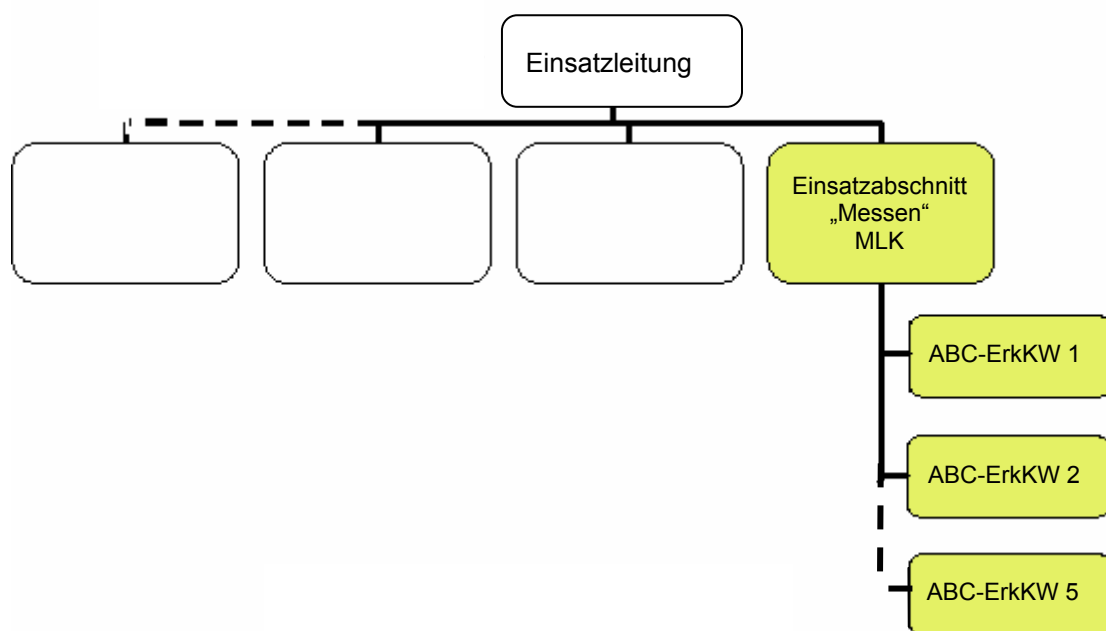 Einsatzleitung
Einsatzabschnitt
„Messen“
MLK
ABC-ErkKW 1
ABC-ErkKW 2
ABC-ErkKW 5